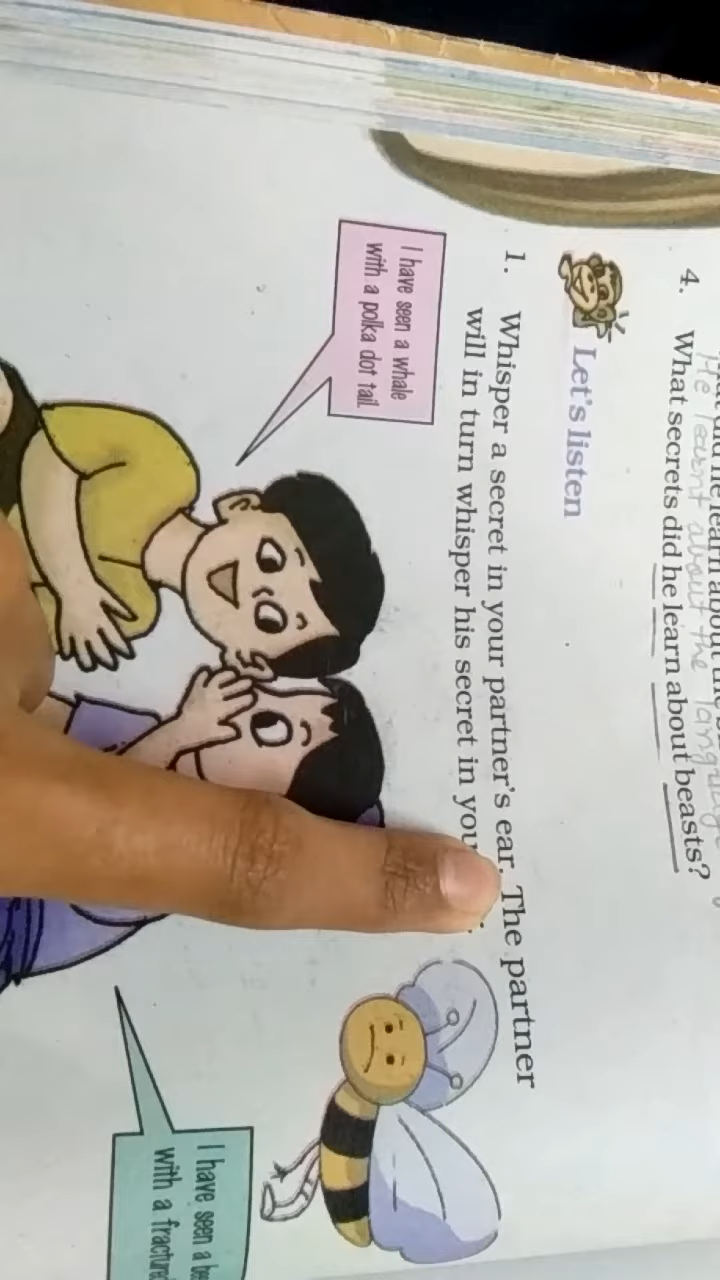 learn about
He learnt about the language
4. What secrets did he learn about beasts?
Let's listen
1. Whisper a secret in your partner's ear. The partner
will in turn whisper his secret in
I have seen a whale
with a polka dot tail.
I have seen a
with a